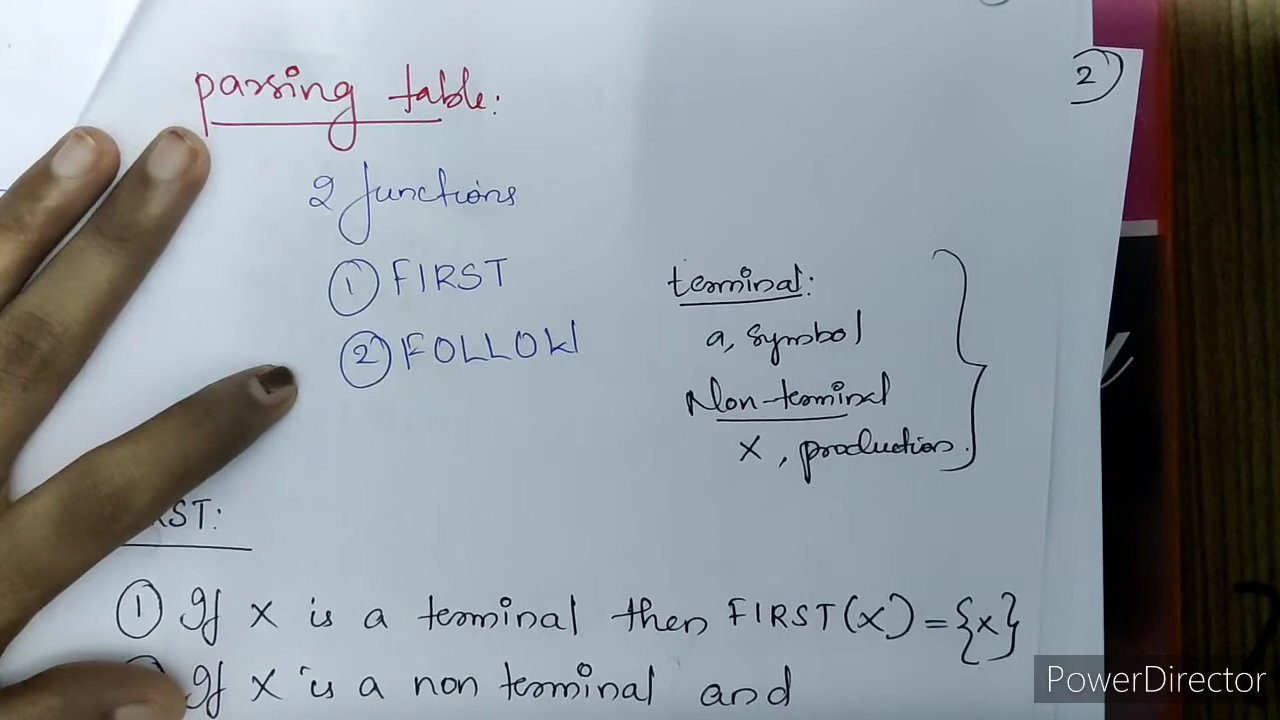 2
parsing table:
2 functions
① FIRST
② FOLLOW
terminal:
a, symbol
Non-terminal
X, production.
RST:
① If X is a terminal then FIRST(X) = {X}
If X is a non terminal and
PowerDirector